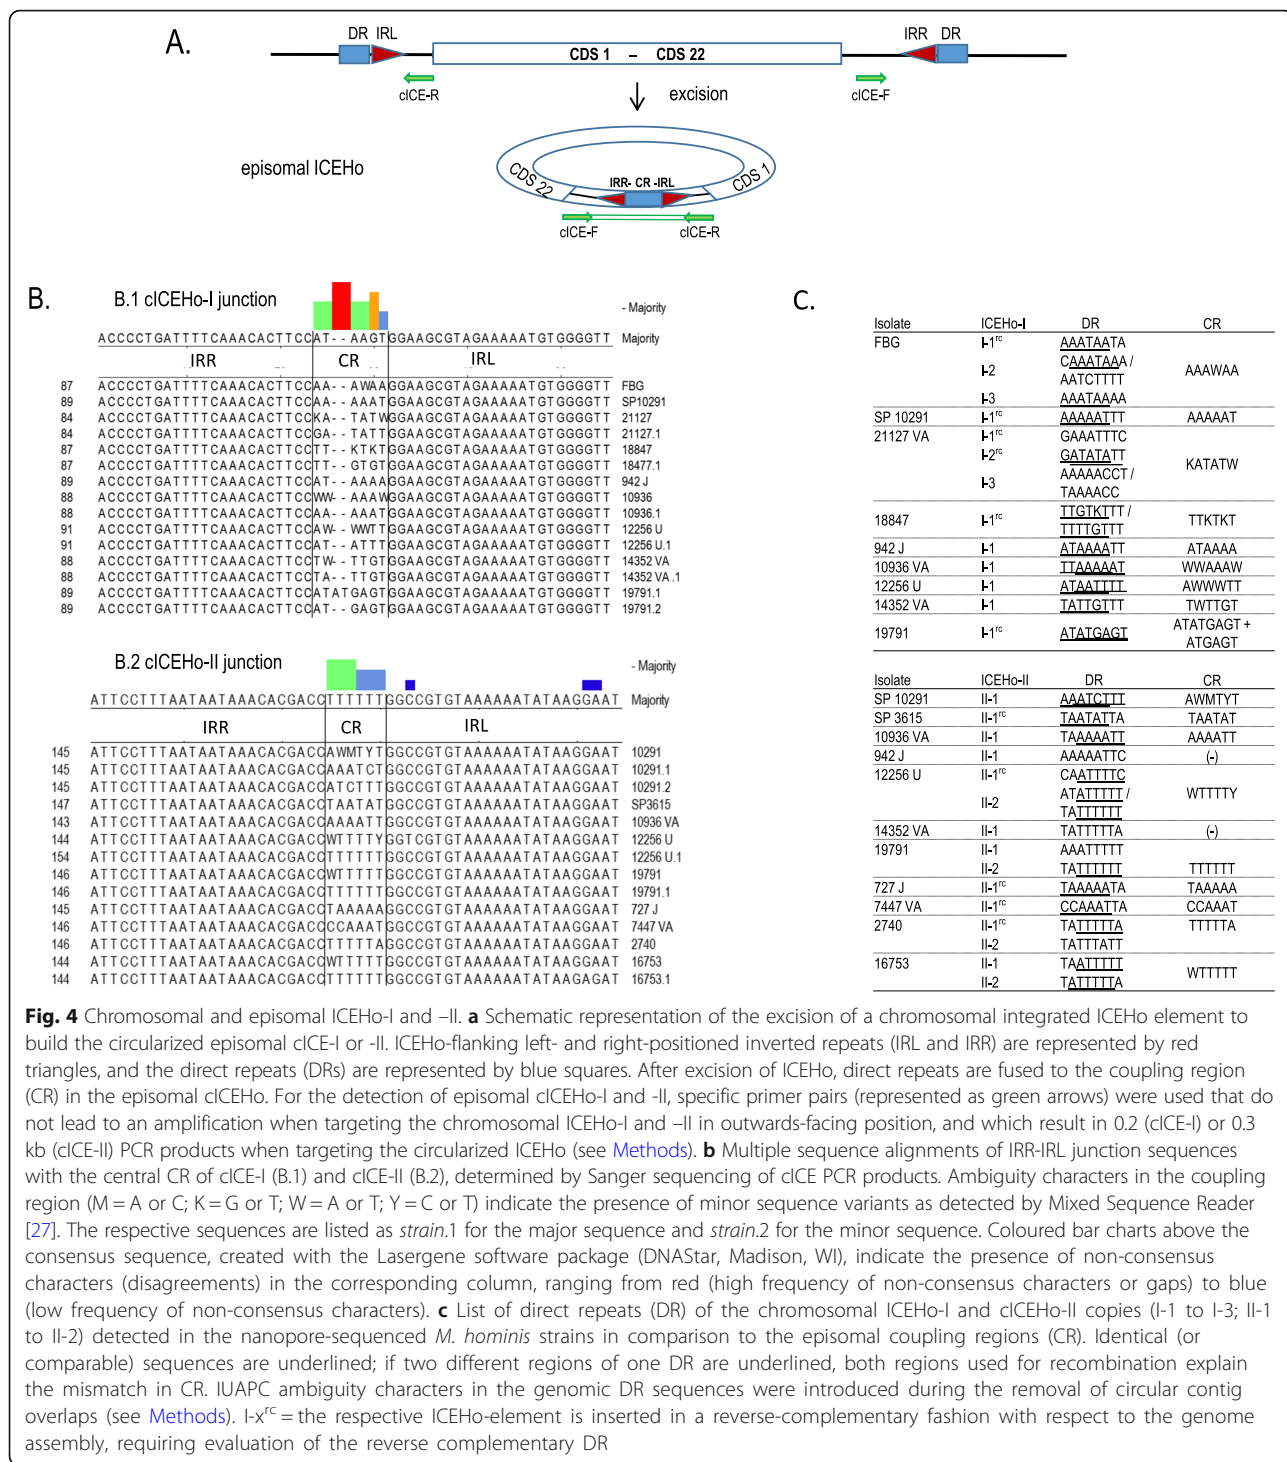 A.
DR IRL
IRR DR
CDS 1 – CDS 22
cICE-R
cICE-F
excision
episomal ICEHo
CDS 22
CDS 1
IRR- CR -IRL
cICE-F
cICE-R
B.
B.1 cICEHo-I junction
- Majority
ACCCCTGATTTTCAAACACTTCCAT--AAGTGGAAGCGTAGAAAAATGTGGGGTT Majority
IRR CR IRL
87 ACCCCTGATTTTCAAACACTTCCAA--AWAAGGAAGCGTAGAAAAATGTGGGGTT FBG
89 ACCCCTGATTTTCAAACACTTCCAA--AAATGGAAGCGTAGAAAAATGTGGGGTT SP10291
84 ACCCCTGATTTTCAAACACTTCCKA--TATWGGAAGCGTAGAAAAATGTGGGGTT 21127
84 ACCCCTGATTTTCAAACACTTCCGA--TATTGGAAGCGTAGAAAAATGTGGGGTT 21127.1
87 ACCCCTGATTTTCAAACACTTCCTT--KTKTGGAAGCGTAGAAAAATGTGGGGTT 18847
87 ACCCCTGATTTTCAAACACTTCCTT--GTGTGGAAGCGTAGAAAAATGTGGGGTT 18477.1
89 ACCCCTGATTTTCAAACACTTCCAT--AAAAGGAAGCGTAGAAAAATGTGGGGTT 942 J
88 ACCCCTGATTTTCAAACACTTCCWW--AAAWGGAAGCGTAGAAAAATGTGGGGTT 10936
88 ACCCCTGATTTTCAAACACTTCCAA--AAATGGAAGCGTAGAAAAATGTGGGGTT 10936.1
91 ACCCCTGATTTTCAAACACTTCCAW--WWTTGGAAGCGTAGAAAAATGTGGGGTT 12256 U
91 ACCCCTGATTTTCAAACACTTCCAT--ATTTGGAAGCGTAGAAAAATGTGGGGTT 12256 U.1
88 ACCCCTGATTTTCAAACACTTCCTW--TTGTGGAAGCGTAGAAAAATGTGGGGTT 14352 VA
88 ACCCCTGATTTTCAAACACTTCCTA--TTGTGGAAGCGTAGAAAAATGTGGGGTT 14352 VA .1
89 ACCCCTGATTTTCAAACACTTCCATATGAGTGGAAGCGTAGAAAAATGTGGGGTT 19791.1
89 ACCCCTGATTTTCAAACACTTCCAT--GAGTGGAAGCGTAGAAAAATGTGGGGTT 19791.2
B.2 cICEHo-II junction
- Majority
ATTCCTTTAATAATAAACACGACCTTTTTTGGCCGTGTAAAAAATATAAGGAAT Majority
IRR CR IRL
145 ATTCCTTTAATAATAAACACGACCAWMTYTGGCCGTGTAAAAAATATAAGGAAT 10291
145 ATTCCTTTAATAATAAACACGACCAAATCTGGCCGTGTAAAAAATATAAGGAAT 10291.1
145 ATTCCTTTAATAATAAACACGACCATCTTTGGCCGTGTAAAAAATATAAGGAAT 10291.2
147 ATTCCTTTAATAATAAACACGACCTAATATGGCCGTGTAAAAAATATAAGGAAT SP3615
143 ATTCCTTTAATAATAAACACGACCAAAATTGGCCGTGTAAAAAATATAAGGAAT 10936 VA
144 ATTCCTTTAATAATAAACACGACCWTTTTYGGTCGTGTAAAAAATATAAGGAAT 12256 U
154 ATTCCTTTAATAATAAACACGACCTTTTTTGGCCGTGTAAAAAATATAAGGAAT 12256 U.1
146 ATTCCTTTAATAATAAACACGACCWTTTTTGGCCGTGTAAAAAATATAAGGAAT 19791
146 ATTCCTTTAATAATAAACACGACCTTTTTTGGCCGTGTAAAAAATATAAGGAAT 19791.1
145 ATTCCTTTAATAATAAACACGACCTAAAAAGGCCGTGTAAAAAATATAAGGAAT 727 J
146 ATTCCTTTAATAATAAACACGACCCCAAATGGCCGTGTAAAAAATATAAGGAAT 7447 VA
146 ATTCCTTTAATAATAAACACGACCTTTTTAGGCCGTGTAAAAAATATAAGGAAT 2740
144 ATTCCTTTAATAATAAACACGACCWTTTTTGGCCGTGTAAAAAATATAAGGAAT 16753
144 ATTCCTTTAATAATAAACACGACCTTTTTTGGCCGTGTAAAAAATATAAGAGAT 16753.1
C.
Isolate ICEHo-I DR CR
FBG I-1rc AAATAATA
I-2 CAAATAAA /
AATCTTTT AAAWAA
I-3 AAATAAAA
SP 10291 I-1rc AAAAATTT AAAAAT
21127 VA I-1rc GAAATTTC
I-2rc GATATATT KATATW
I-3 AAAAACCT /
TAAAACC
18847 I-1rc TTGTKTTT / TTKTKT
TTTTGTTT
942 J I-1 ATAAAATT ATAAAA
10936 VA I-1 TTAAAAAT WWAAAW
12256 U I-1 ATAATTTT AWWWTT
14352 VA I-1 TATTGTTT TWTTGT
19791 I-1rc ATATGAGT ATATGAGT +
ATGAGT
Isolate ICEHo-II DR CR
SP 10291 II-1 AAATCTTT AWMTYT
SP 3615 II-1rc TAATATTA TAATAT
10936 VA II-1 TAAAAATT AAAATT
942 J II-1 AAAAATTC (-)
12256 U II-1rc CAATTTTC
II-2 ATATTTTT / WTTTTY
TATTTTTT
14352 VA II-1 TATTTTTA (-)
19791 II-1 AAATTTTT
II-2 TATTTTTT TTTTTT
727 J II-1rc TAAAAATA TAAAAA
7447 VA II-1rc CCAAATTA CCAAAT
2740 II-1rc TATTTTTA TTTTTA
II-2 TATTTATT
16753 II-1 TAATTTTT WTTTTT
II-2 TATTTTTA
Fig. 4 Chromosomal and episomal ICEHo-I and –II. a Schematic representation of the excision of a chromosomal integrated ICEHo element to
build the circularized episomal cICE-I or -II. ICEHo-flanking left- and right-positioned inverted repeats (IRL and IRR) are represented by red
triangles, and the direct repeats (DRs) are represented by blue squares. After excision of ICEHo, direct repeats are fused to the coupling region
(CR) in the episomal cICEHo. For the detection of episomal cICEHo-I and -II, specific primer pairs (represented as green arrows) were used that do
not lead to an amplification when targeting the chromosomal ICEHo-I and –II in outwards-facing position, and which result in 0.2 (cICE-I) or 0.3
kb (cICE-II) PCR products when targeting the circularized ICEHo (see Methods). b Multiple sequence alignments of IRR-IRL junction sequences
with the central CR of cICE-I (B.1) and cICE-II (B.2), determined by Sanger sequencing of cICE PCR products. Ambiguity characters in the coupling
region (M = A or C; K = G or T; W = A or T; Y = C or T) indicate the presence of minor sequence variants as detected by Mixed Sequence Reader
[27]. The respective sequences are listed as strain.1 for the major sequence and strain.2 for the minor sequence. Coloured bar charts above the
consensus sequence, created with the Lasergene software package (DNAStar, Madison, WI), indicate the presence of non-consensus
characters (disagreements) in the corresponding column, ranging from red (high frequency of non-consensus characters or gaps) to blue
(low frequency of non-consensus characters). c List of direct repeats (DR) of the chromosomal ICEHo-I and cICEHo-II copies (I-1 to I-3; II-1
to II-2) detected in the nanopore-sequenced M. hominis strains in comparison to the episomal coupling regions (CR). Identical (or
comparable) sequences are underlined; if two different regions of one DR are underlined, both regions used for recombination explain
the mismatch in CR. IUAPC ambiguity characters in the genomic DR sequences were introduced during the removal of circular contig
overlaps (see Methods). I-xrc = the respective ICEHo-element is inserted in a reverse-complementary fashion with respect to the genome
assembly, requiring evaluation of the reverse complementary DR